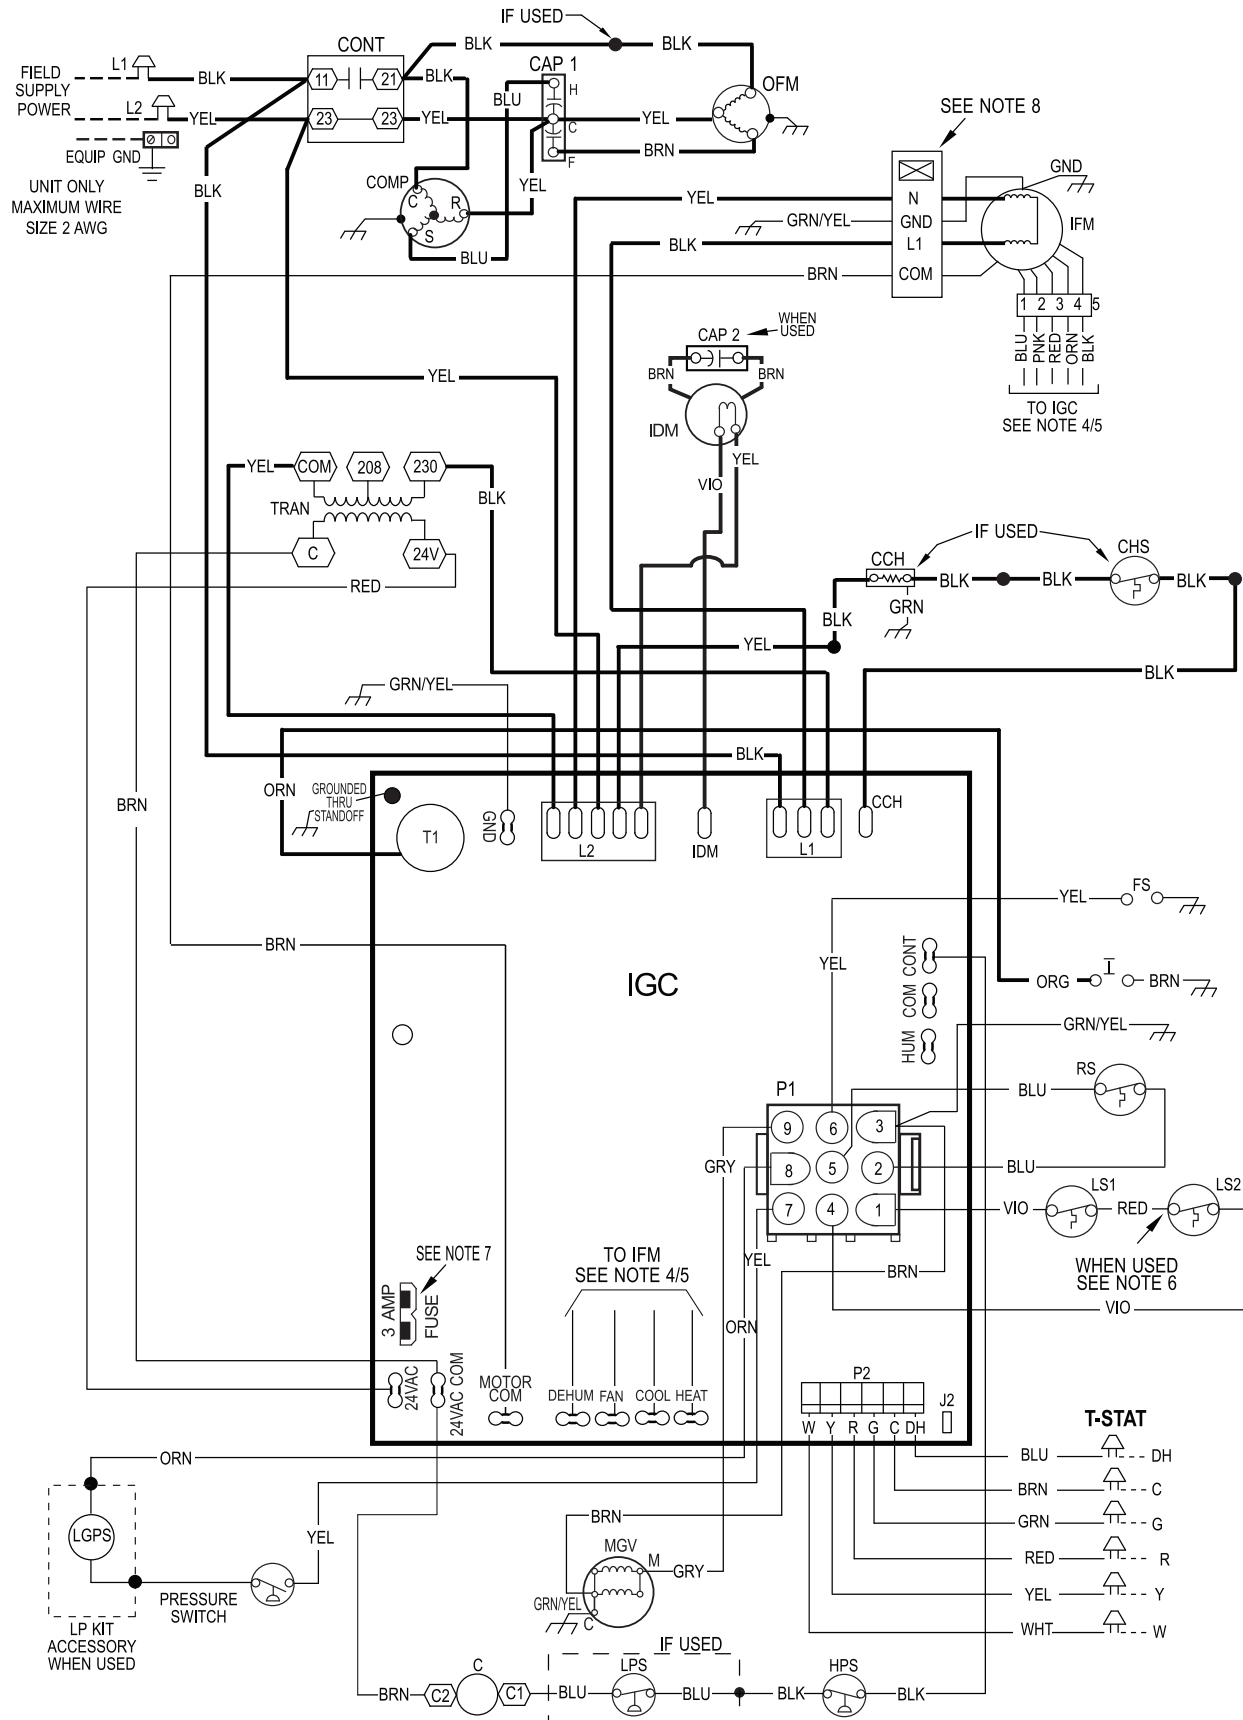 IF USED
CONT
BLK
BLK
L1
FIELD
SUPPLY
POWER
BLK
11
21
BLK
CAP 1
H
BLU
OFM
L2
YEL
23
23
YEL
C
YEL
SEE NOTE 8
EQUIP GND
BRN
F
UNIT ONLY
MAXIMUM WIRE
SIZE 2 AWG
BLK
COMP
C
R
S
YEL
BLU
YEL
N
GND
GRN/YEL
GND
IFM
BLK
L1
BRN
COM
1 2 3 4 5
BLU
PNK
RED
ORN
BLK
TO IGC
SEE NOTE 4/5
WHEN
USED
CAP 2
BRN
BRN
IDM
YEL
YEL
VIO
YEL
COM
208
230
TRAN
BLK
C
24V
RED
IF USED
CCH
CHS
BLK
BLK
BLK
GRN
BLK
YEL
BLK
GRN/YEL
BLK
BRN
ORN
GROUNDED
THRU
STANDOFF
T1
GND
L2
IDM
L1
CCH
YEL
FS
BRN
YEL
IGC
CONT
COM
HUM
ORG
I
BRN
GRN/YEL
RS
P1
BLU
9
6
3
GRY
8
5
2
BLU
7
4
1
VIO
LS1
RED
LS2
YEL
BRN
WHEN USED
SEE NOTE 6
VIO
SEE NOTE 7
TO IFM
SEE NOTE 4/5
3 AMP
FUSE
ORN
24VAC
24VAC COM
MOTOR
COM
DEHUM
FAN
COOL
HEAT
P2
W Y R G C DH
J2
T-STAT
ORN
BLU
DH
BRN
C
GRN
G
RED
R
YEL
Y
WHT
W
LGPS
YEL
PRESSURE
SWITCH
LP KIT
ACCESSORY
WHEN USED
BRN
MGV
M
GRY
GRN/YEL
C
IF USED
C
LPS
HPS
BRN
C2
C1
BLU
BLU
BLK
BLK